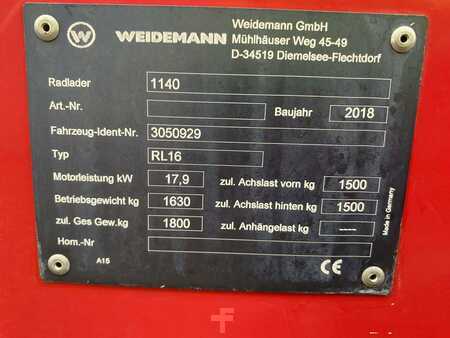 WEIDEMANN
Weidemann GmbH
Mühlhäuser Weg 45-49
D-34519 Diemelsee-Flechtdorf
Radlader 1140
Art.-Nr. Baujahr 2018
Fahrzeug-Ident-Nr. 3050929
Typ RL16
Motorleistung kW 17,9 zul. Achslast vorn kg 1500
Betriebsgewicht kg 1630 zul. Achslast hinten kg 1500
zul. Ges Gew.kg 1800 zul. Anhängelast kg ----
Hom.-Nr
A15
CE
Made in Germany